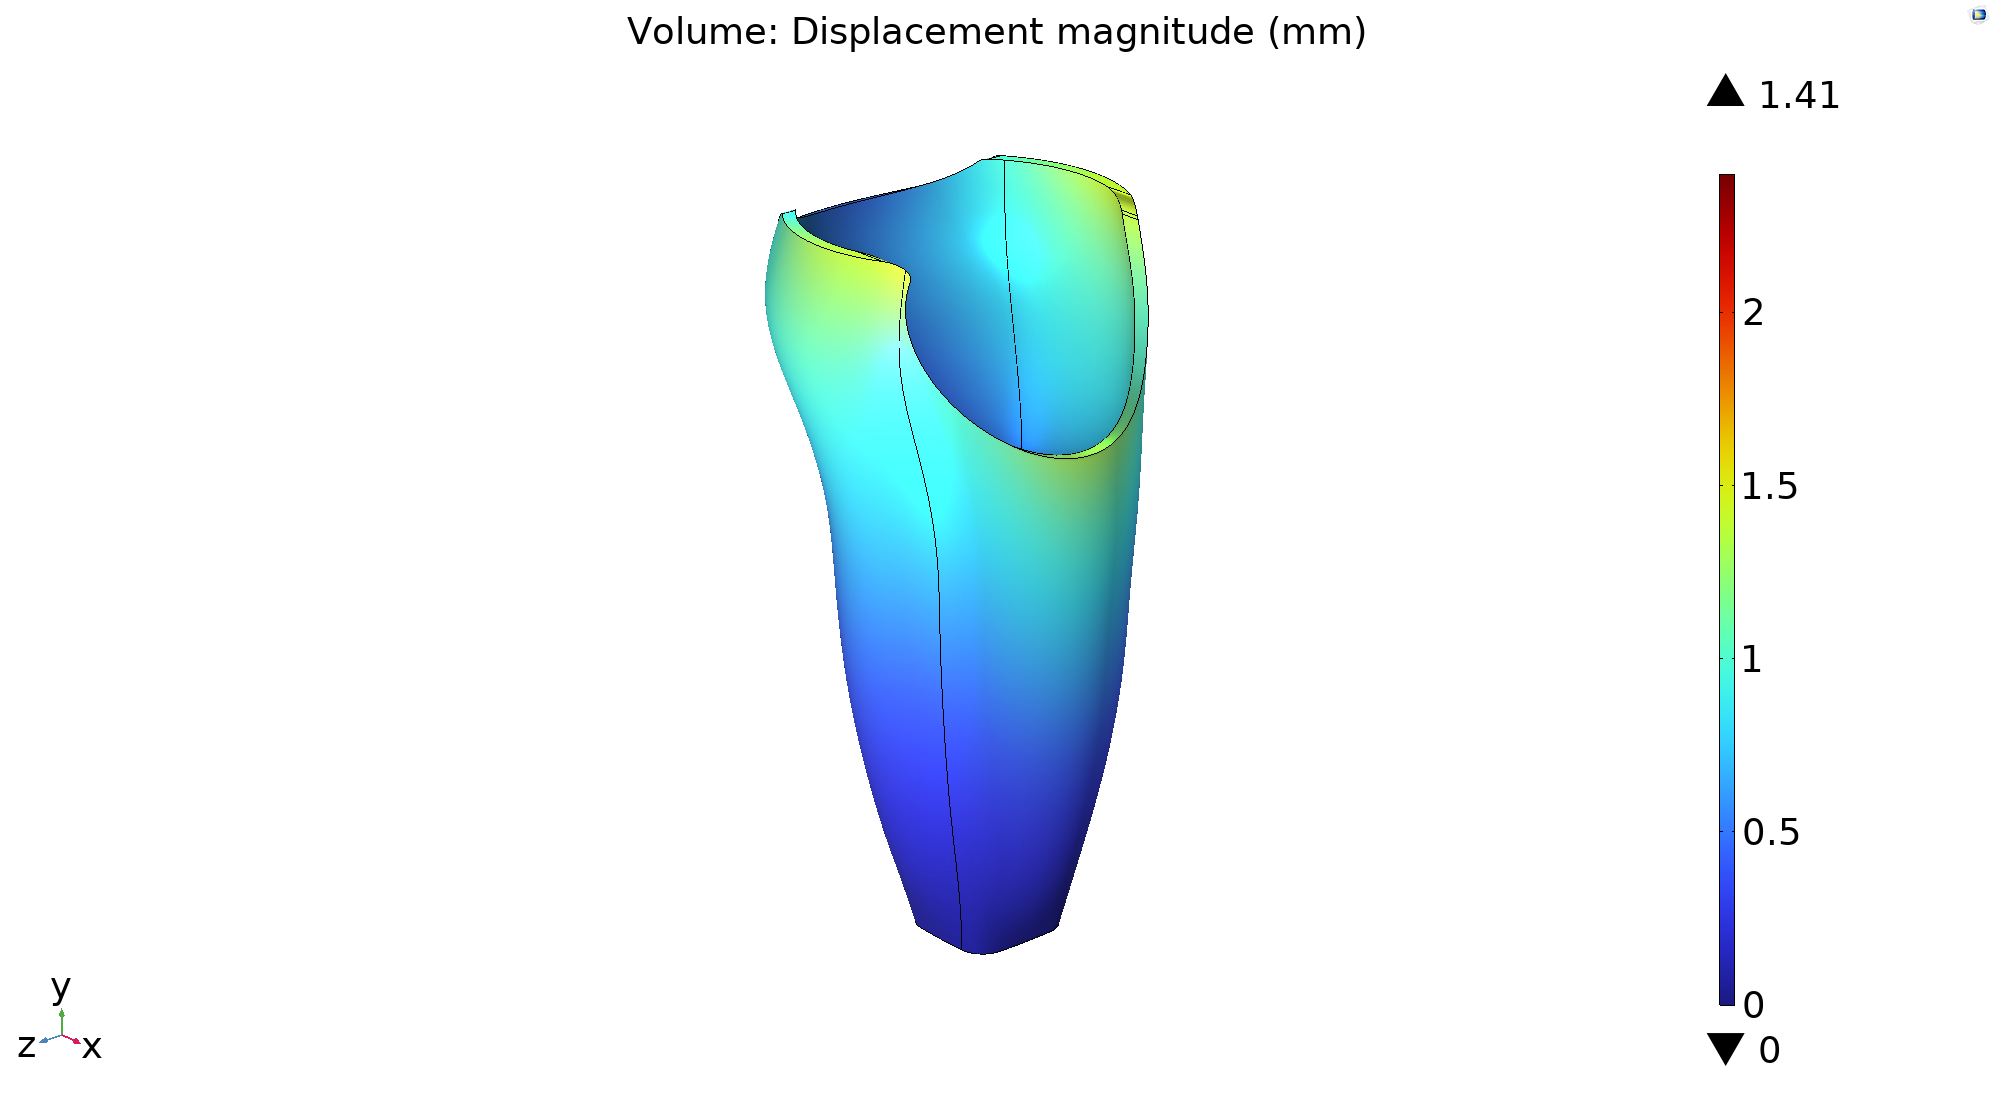 Volume: Displacement magnitude (mm)
▲ 1.41
2
1.5
1
0.5
0
▼ 0
y
z x